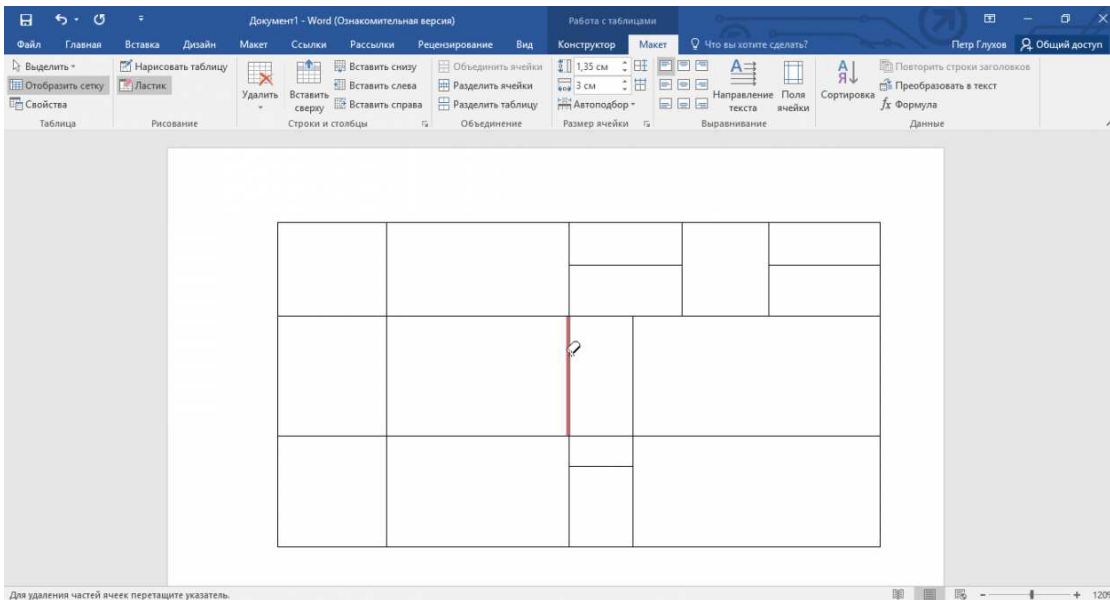 Документ1 - Word (Ознакомительная версия)
Работа с таблицами
Файл Главная Вставка Дизайн Макет Ссылки Рассылки Рецензирование Вид Конструктор Макет Что вы хотите сделать? Петр Глухов Общий доступ
Выделить
Отобразить сетку
Свойства
Таблица
Нарисовать таблицу
Ластик
Рисование
Удалить
Вставить сверху
Вставить снизу
Вставить слева
Вставить справа
Строки и столбцы
Объединить ячейки
Разделить ячейки
Разделить таблицу
Объединение
1,35 см
3 см
Автоподбор
Размер ячейки
Направление текста
Поля ячейки
Выравнивание
Сортировка
Повторить строки заголовков
Преобразовать в текст
fx Формула
Данные
Для удаления частей ячеек перетащите указатель.